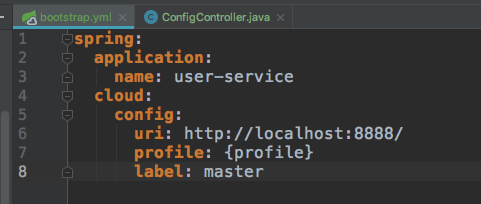 bootstrap.yml × ConfigController.java ×
1 spring:
2 application:
3 name: user-service
4 cloud:
5 config:
6 uri: http://localhost:8888/
7 profile: {profile}
8 label: master